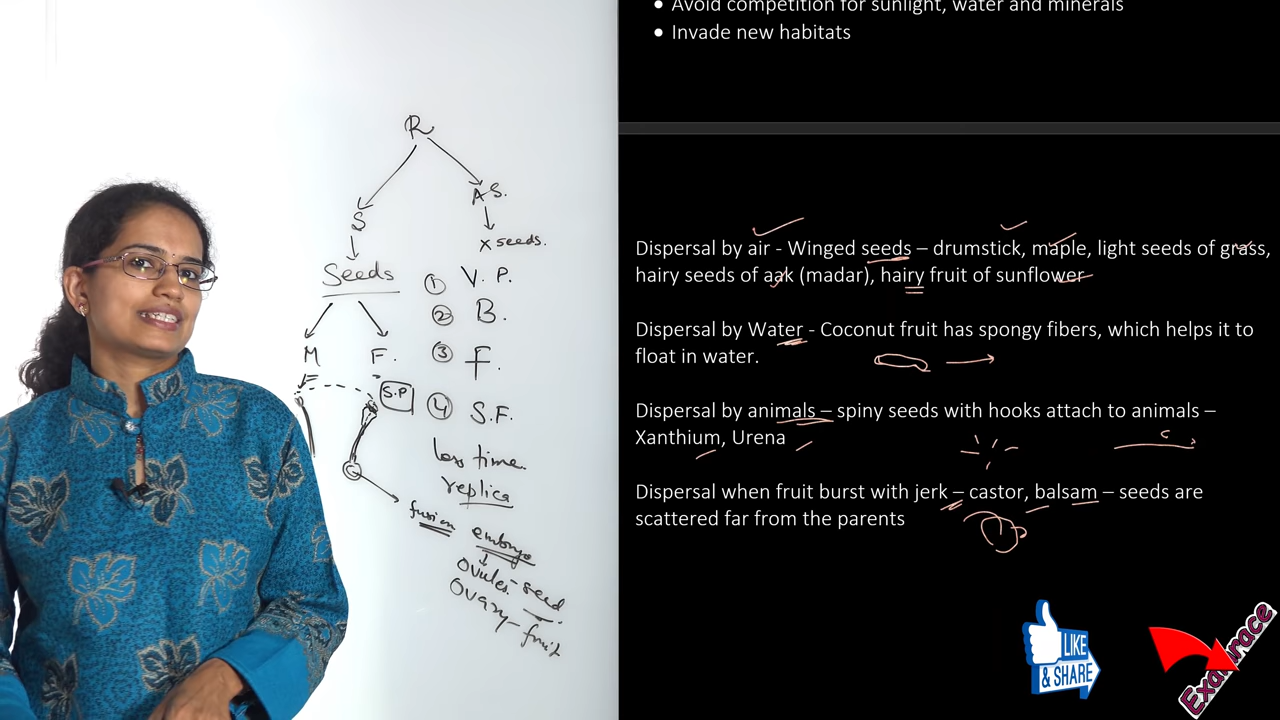 R
S
A S.
x seeds.
Seeds
M
F.
S.P
① V. P.
② B.
③ F.
④ S.F.
less time.
replica
fusion
embryo
Ovules - seed
Ovary - fruit
• Avoid competition for sunlight, water and minerals
• Invade new habitats
Dispersal by air - Winged seeds – drumstick, maple, light seeds of grass,
hairy seeds of aak (madar), hairy fruit of sunflower
Dispersal by Water - Coconut fruit has spongy fibers, which helps it to
float in water.
Dispersal by animals – spiny seeds with hooks attach to animals –
Xanthium, Urena
Dispersal when fruit burst with jerk – castor, balsam – seeds are
scattered far from the parents
LIKE
& SHARE
Examrace